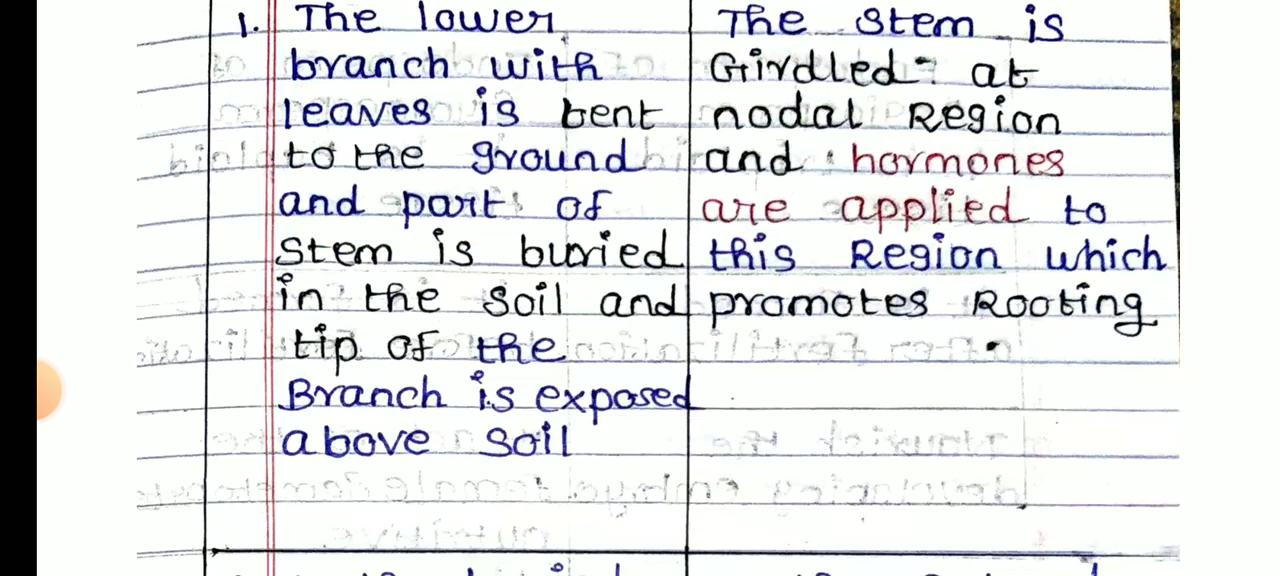 1. The lower
branch with
leaves is bent
to the ground
and part of
Stem is buried
in the soil and
tip of the
Branch is exposed
above soil
The stem is
Girdled at
nodal Region
and hormones
are applied to
this Region which
promotes Rooting.